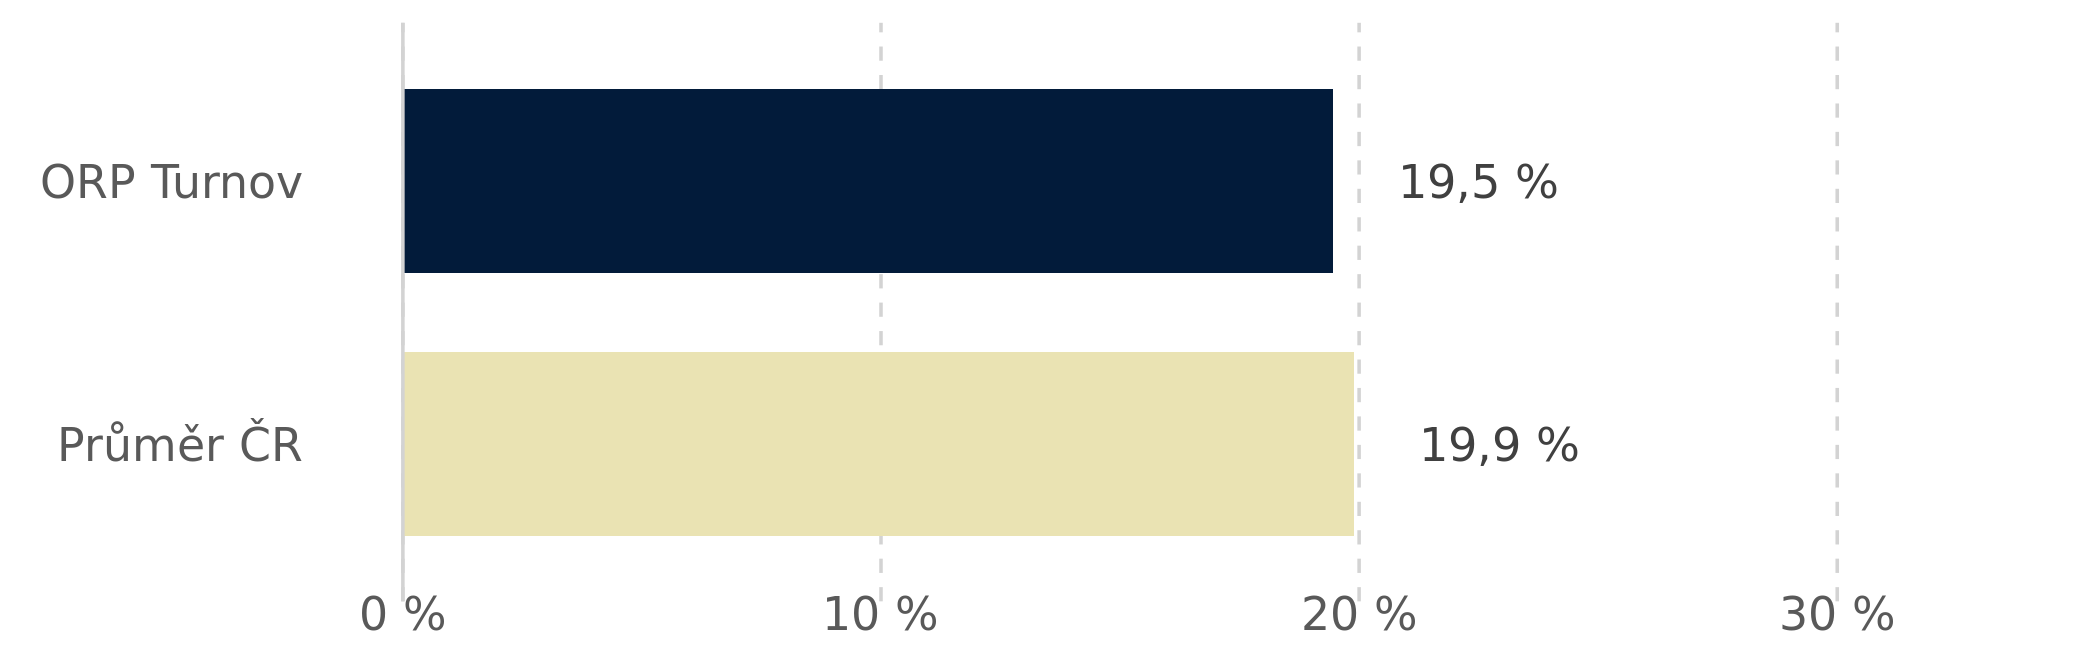 ORP Turnov 19,5 %
Průměr ČR 19,9 %
0 % 10 % 20 % 30 %